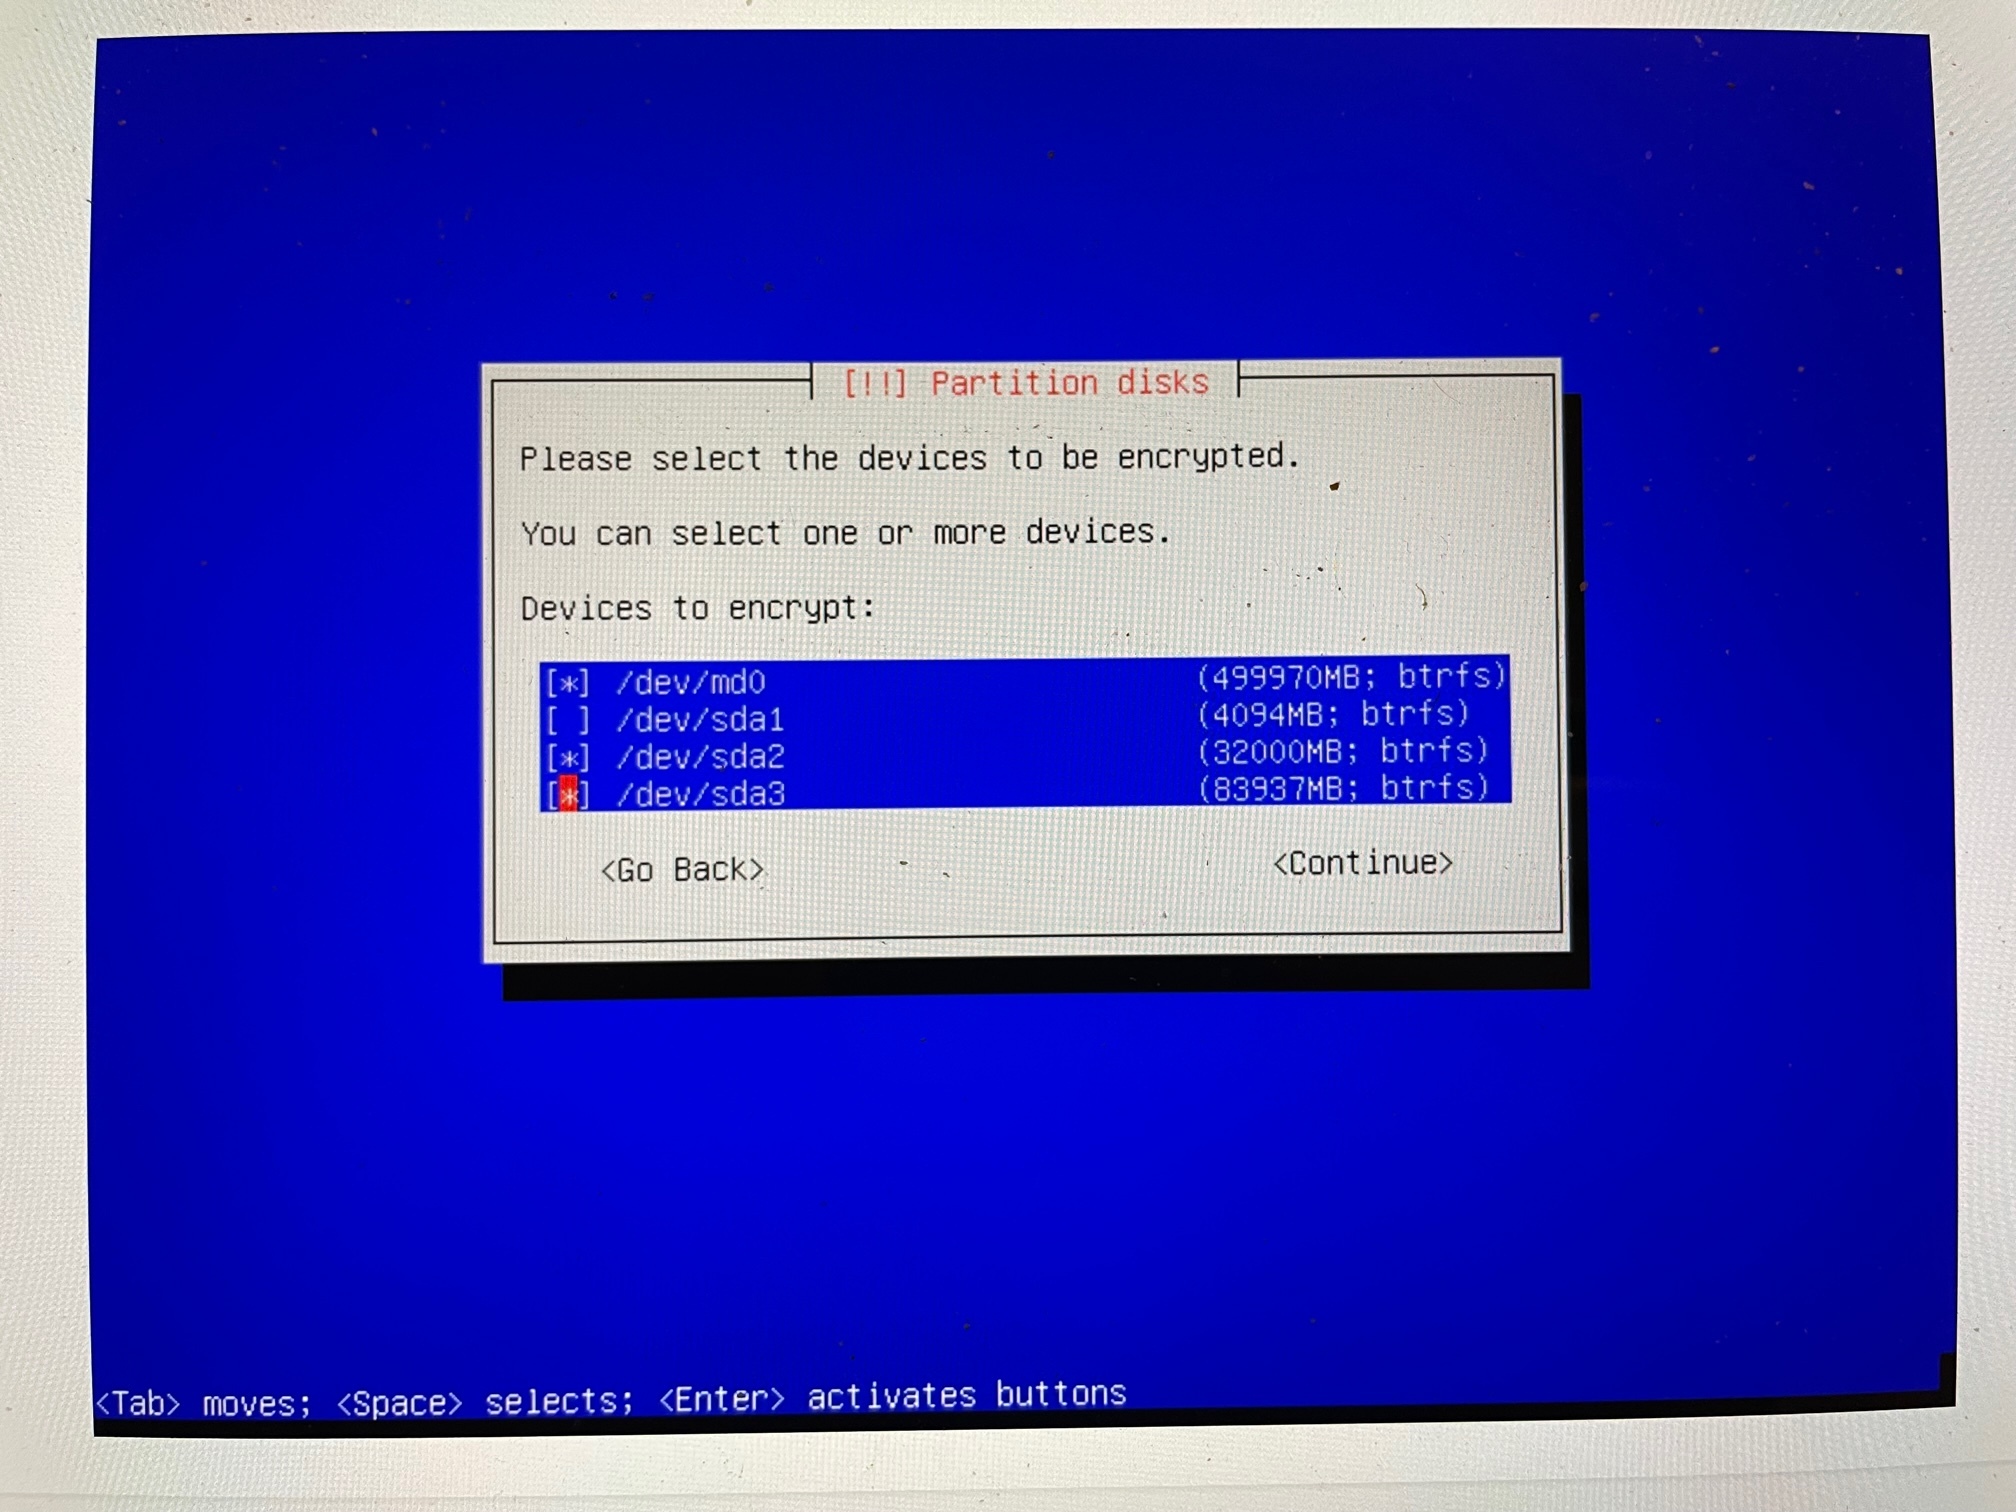 [!!] Partition disks
Please select the devices to be encrypted.
You can select one or more devices.
Devices to encrypt:
[*] /dev/md0 (499970MB; btrfs)
[ ] /dev/sda1 (4094MB; btrfs)
[*] /dev/sda2 (32000MB; btrfs)
[*] /dev/sda3 (83937MB; btrfs)
<Go Back> <Continue>
<Tab> moves; <Space> selects; <Enter> activates buttons